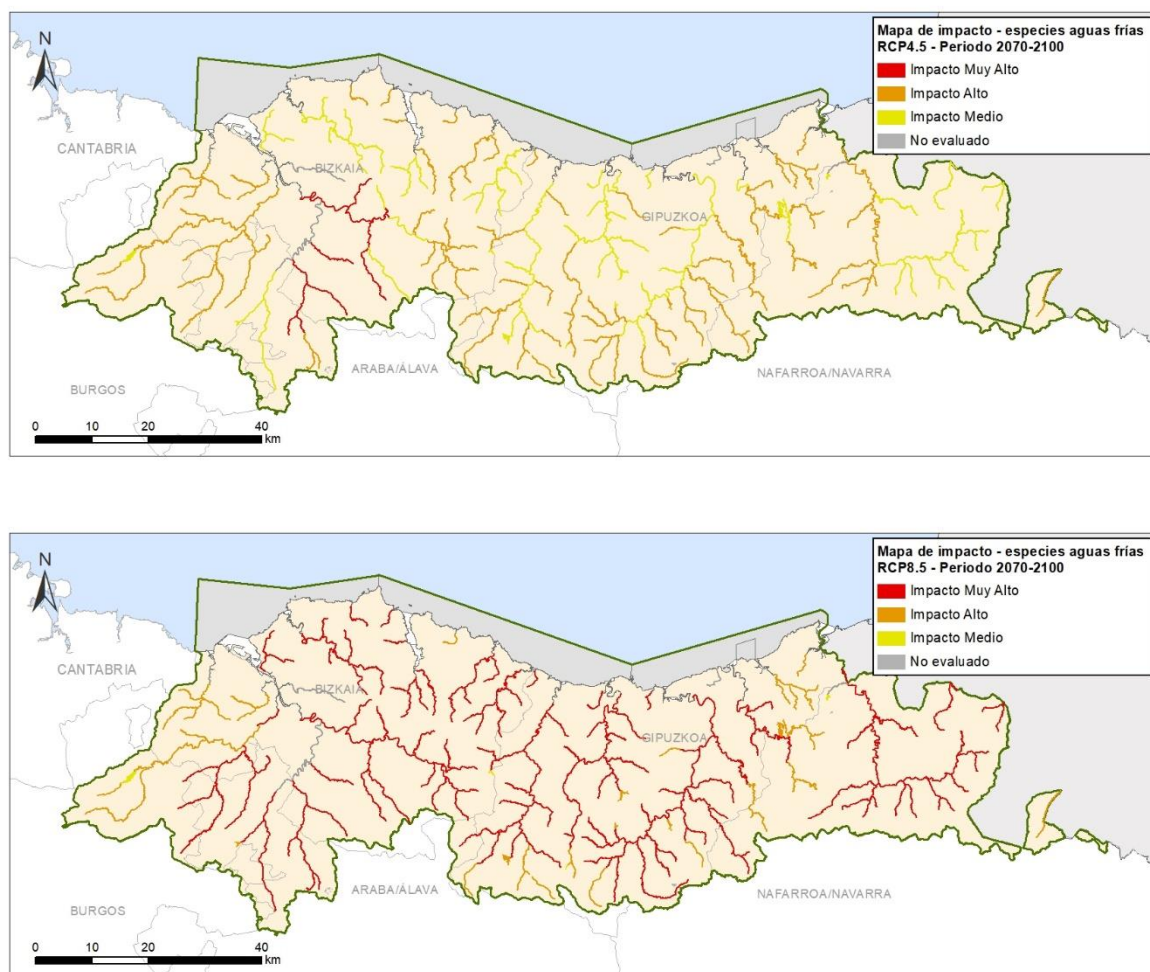 Mapa de impacto - especies aguas frías
RCP4.5 - Periodo 2070-2100
Impacto Muy Alto
Impacto Alto
Impacto Medio
No evaluado
N
CANTABRIA
BIZKAIA
GIPUZKOA
ARABA/ÁLAVA
NAFARROA/NAVARRA
BURGOS
0 10 20 40
km
Mapa de impacto - especies aguas frías
RCP8.5 - Periodo 2070-2100
Impacto Muy Alto
Impacto Alto
Impacto Medio
No evaluado
N
CANTABRIA
BIZKAIA
GIPUZKOA
ARABA/ÁLAVA
NAFARROA/NAVARRA
BURGOS
0 10 20 40
km